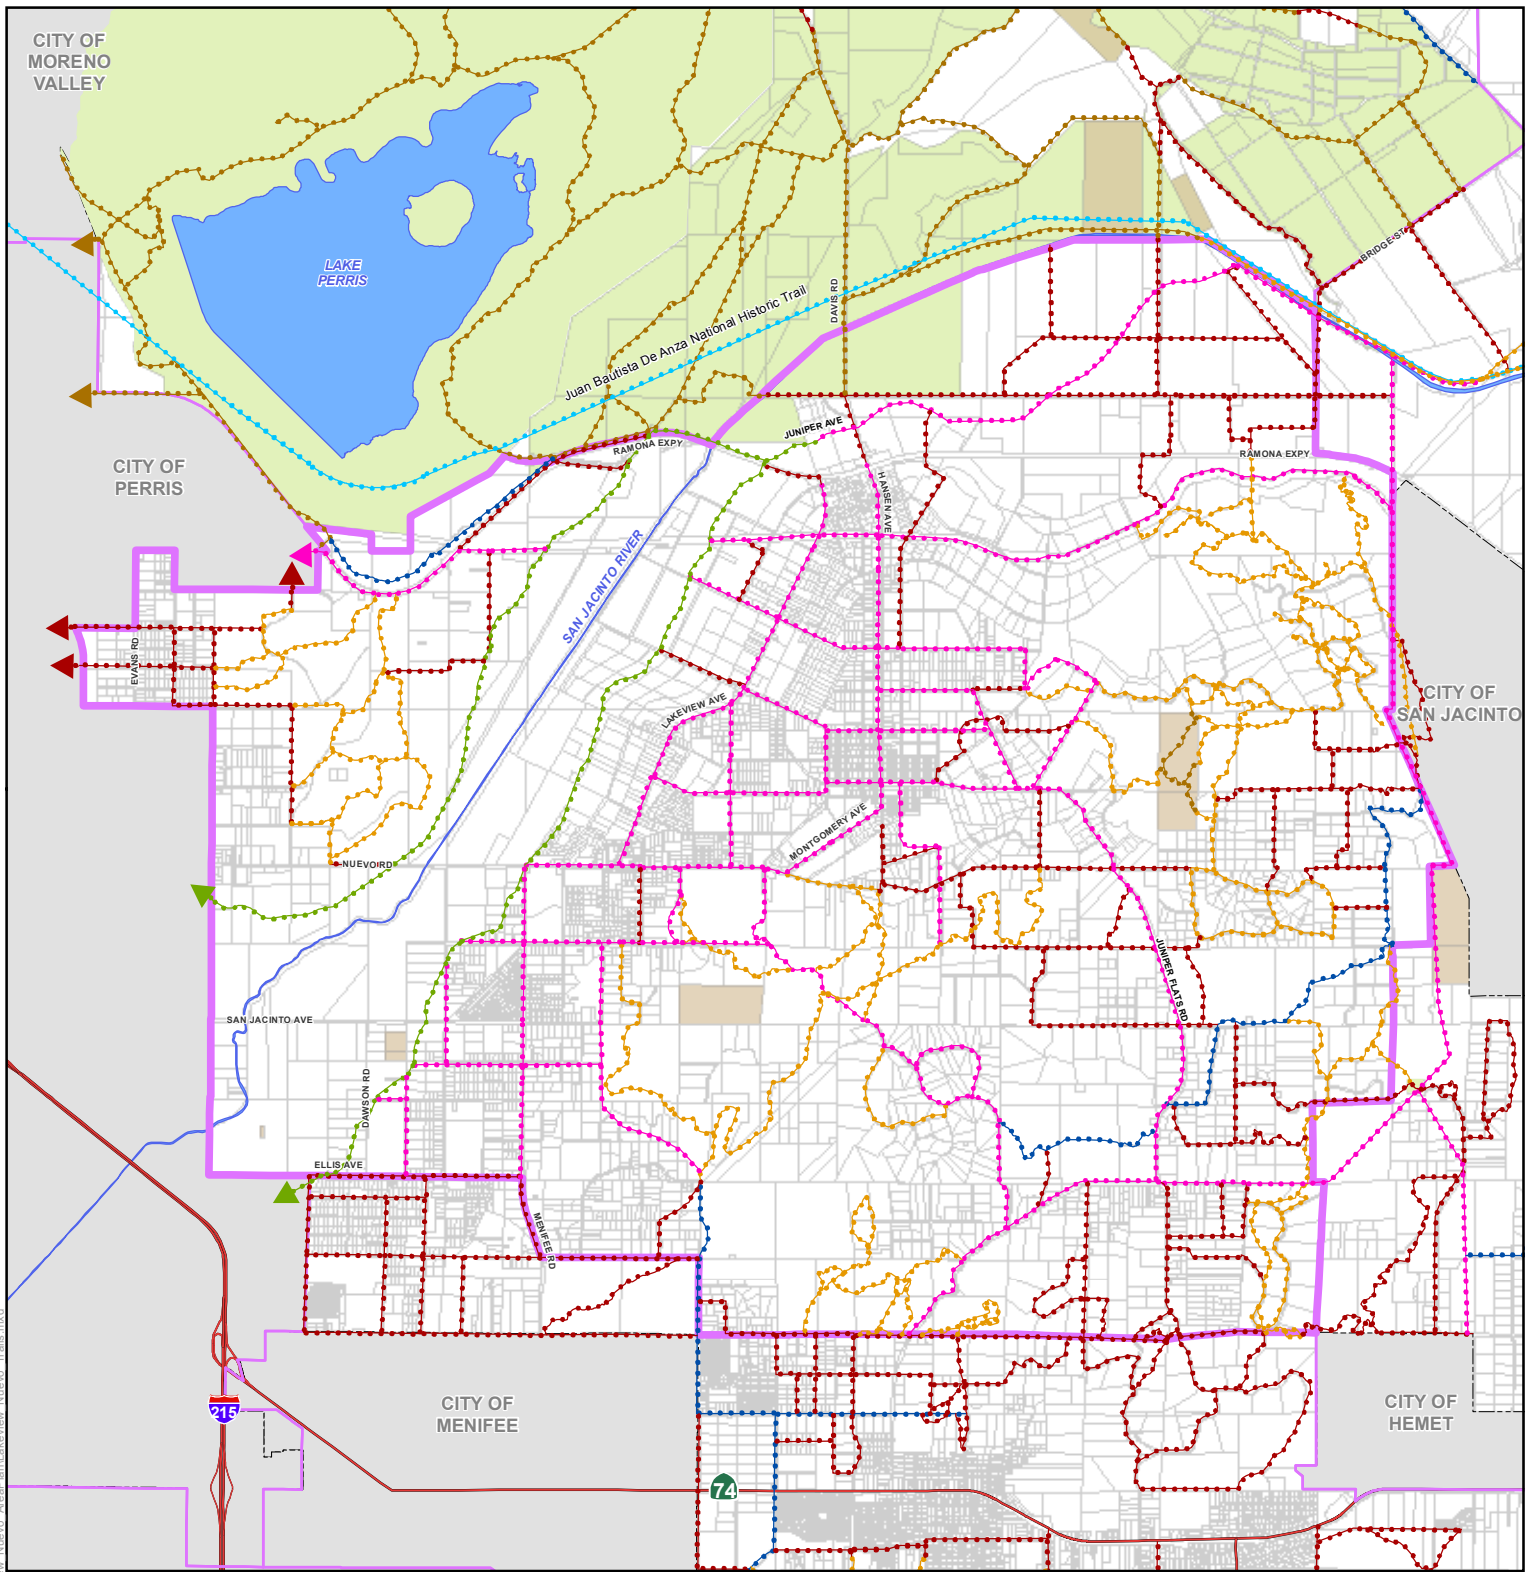 CITY OF
MORENO
VALLEY
LAKE
PERRIS
BRIDGE ST
DAVIS RD
Juan Bautista De Anza National Historic Trail
JUNIPER AVE
RAMONA EXPY
RAMONA EXPY
CITY OF
PERRIS
HANSEN AVE
SAN JACINTO RIVER
EVANS RD
LAKEVIEW AVE
CITY OF
SAN JACINTO
MONTGOMERY AVE
NUEVO RD
JUNIPER FLATS RD
SAN JACINTO AVE
DAWSON RD
ELLIS AVE
MENIFEE RD
215
CITY OF
MENIFEE
CITY OF
HEMET
74